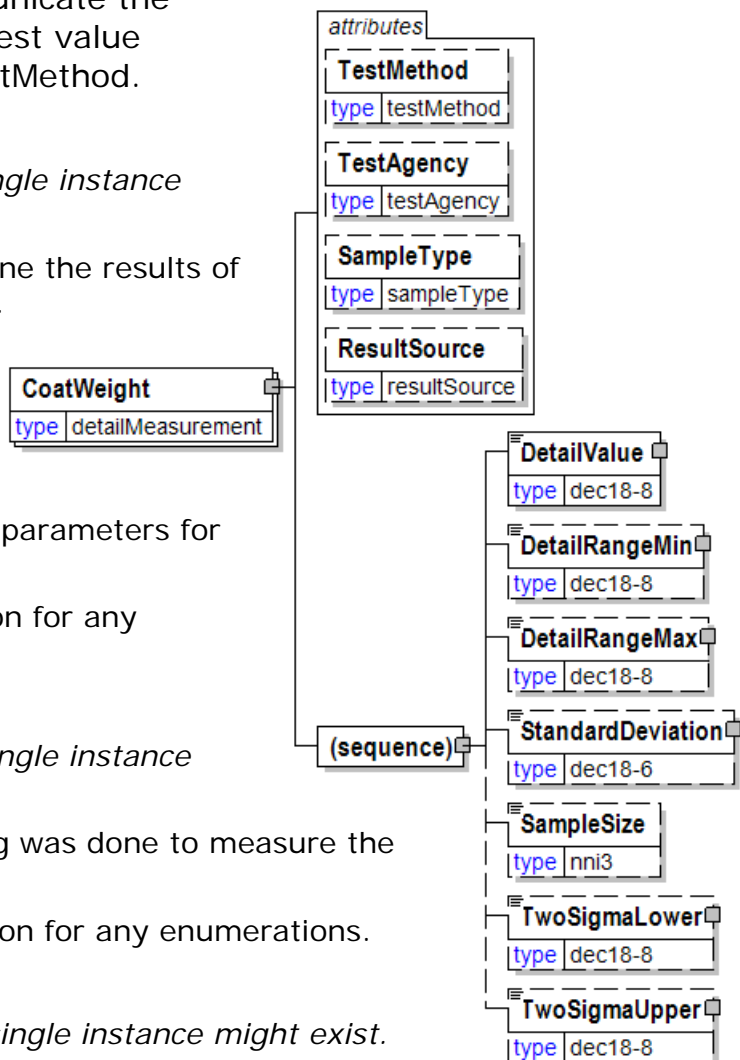 unicate the
est value
tMethod.
ngle instance
ne the results of
parameters for
on for any
ngle instance
g was done to measure the
on for any enumerations.
single instance might exist.
attributes
TestMethod
type testMethod
TestAgency
type testAgency
SampleType
type sampleType
ResultSource
type resultSource
CoatWeight
type detailMeasurement
(sequence)
DetailValue
type dec18-8
DetailRangeMin
type dec18-8
DetailRangeMax
type dec18-8
StandardDeviation
type dec18-6
SampleSize
type nni3
TwoSigmaLower
type dec18-8
TwoSigmaUpper
type dec18-8